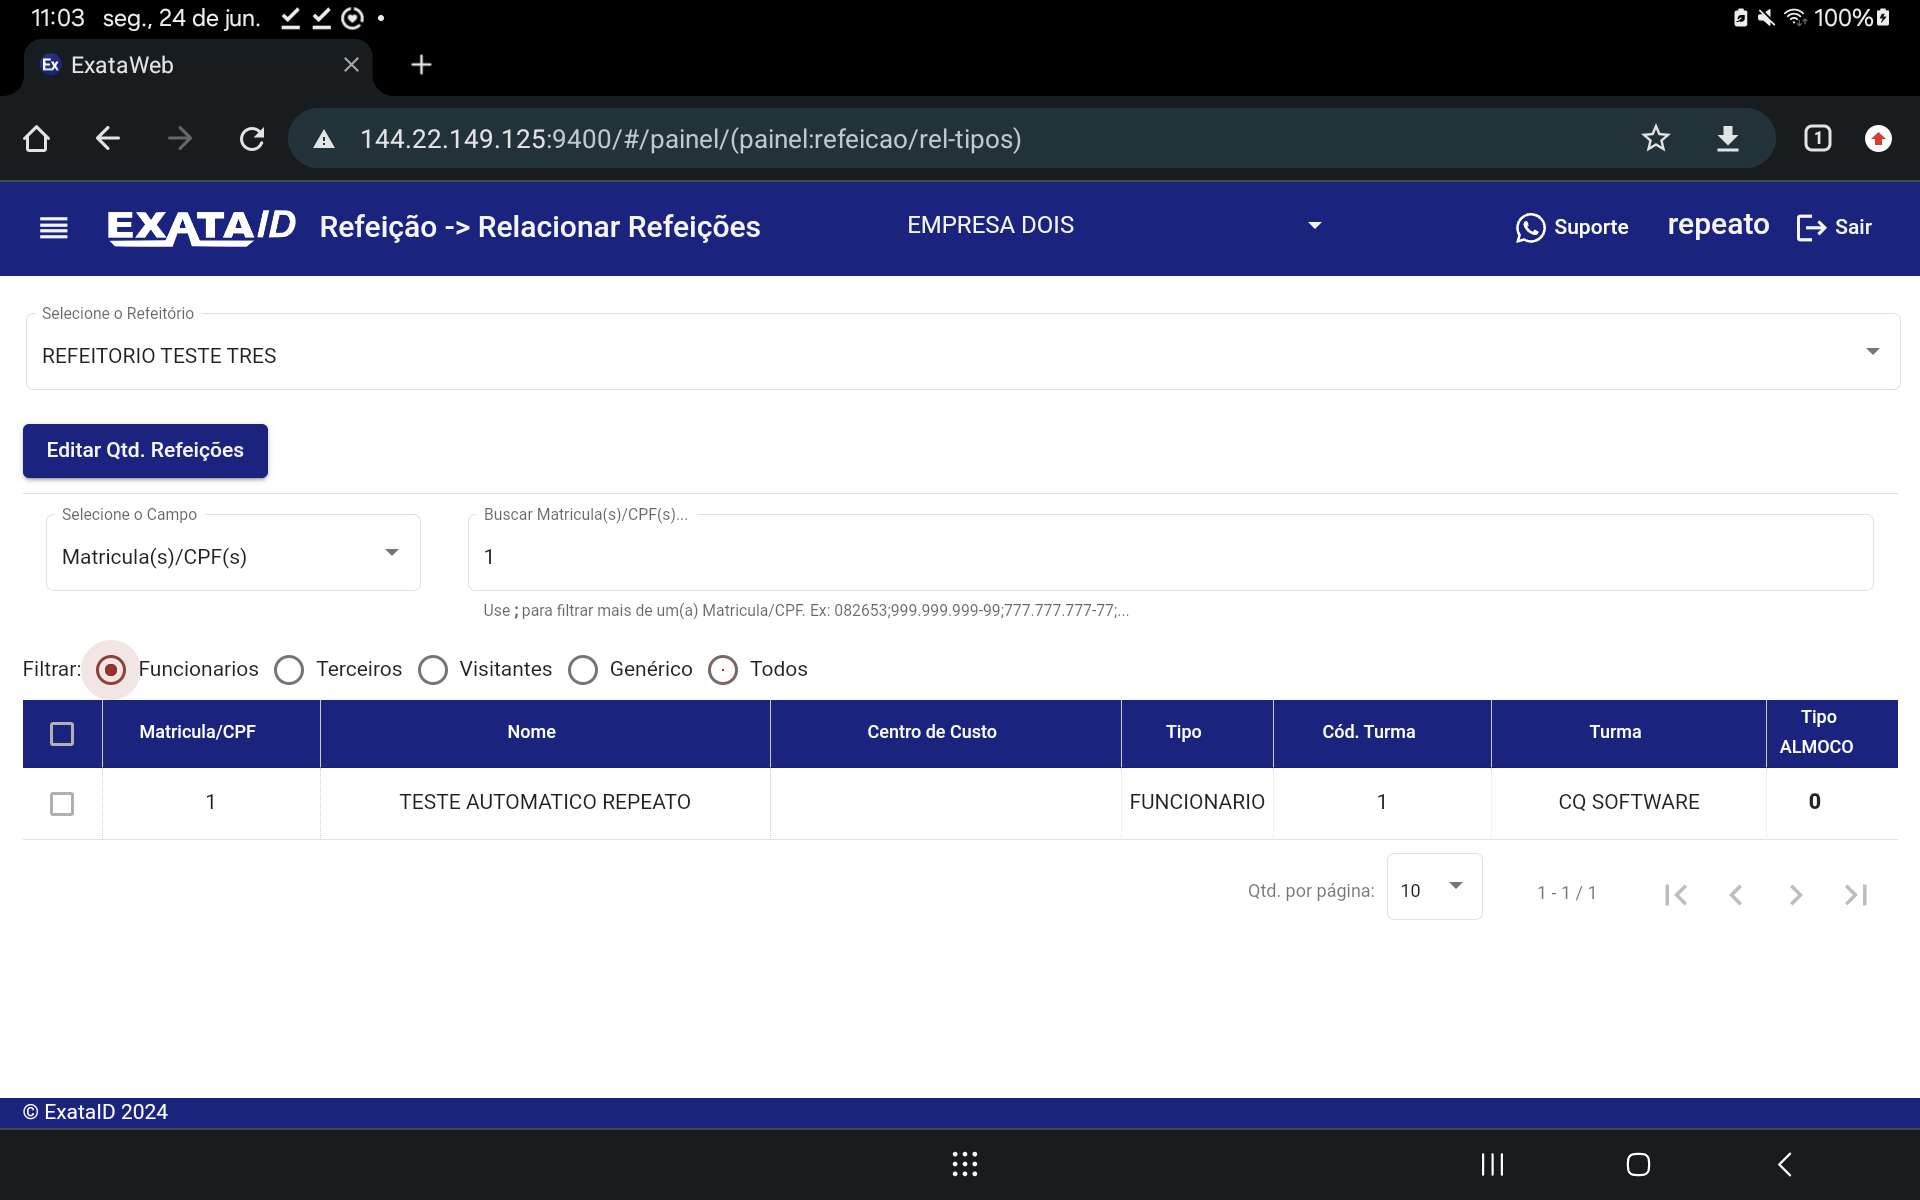 11:03 seg., 24 de jun. 100%
Ex ExataWeb
144.22.149.125:9400/#/painel/(painel:refeicao/rel-tipos) 1
EXATAID Refeição -> Relacionar Refeições EMPRESA DOIS Suporte repeato Sair
Selecione o Refeitório
REFEITORIO TESTE TRES
Editar Qtd. Refeições
Selecione o Campo Buscar Matricula(s)/CPF(s)...
Matricula(s)/CPF(s) 1
Use ; para filtrar mais de um(a) Matricula/CPF. Ex: 082653;999.999.999-99;777.777.777-77;...
Filtrar: Funcionarios Terceiros Visitantes Genérico Todos
Matricula/CPF Nome Centro de Custo Tipo Cód. Turma Turma Tipo ALMOCO
1 TESTE AUTOMATICO REPEATO FUNCIONARIO 1 CQ SOFTWARE 0
Qtd. por página: 10 1 - 1 / 1
© ExataID 2024